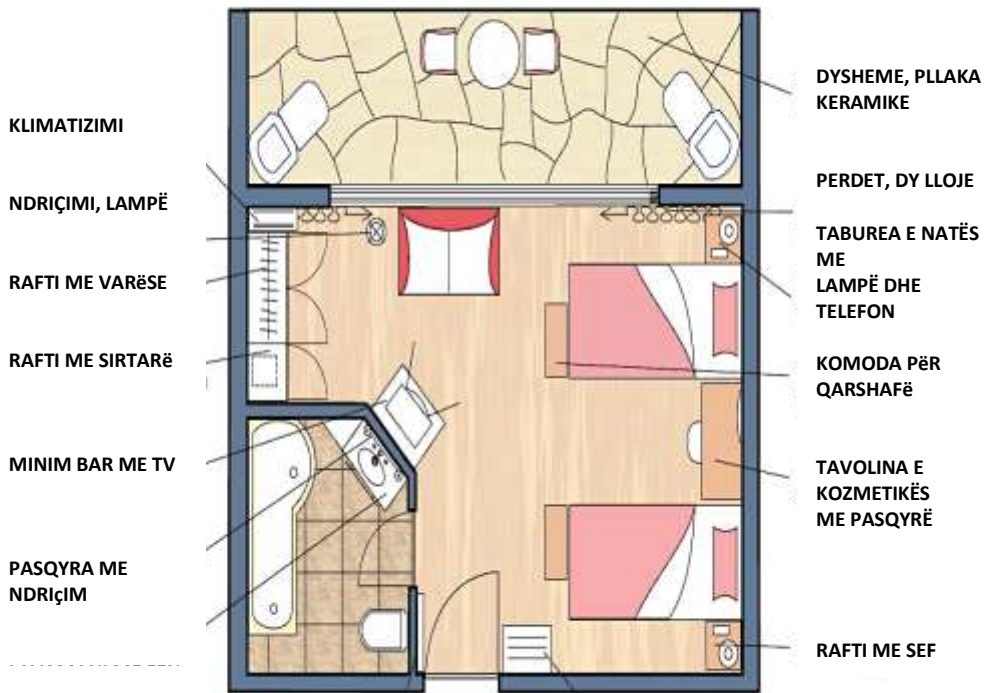 KLIMATIZIMI
NDRIÇIMI, LAMPË
RAFTI ME VARëSE
RAFTI ME SIRTARë
MINIM BAR ME TV
PASQYRA ME
NDRIçIM
DYSHEME, PLLAKA
KERAMIKE
PERDET, DY LLOJE
TABUREA E NATËS
ME
LAMPË DHE
TELEFON
KOMODA PëR
QARSHAFë
TAVOLINA E
KOZMETIKËS
ME PASQYRË
RAFTI ME SEF